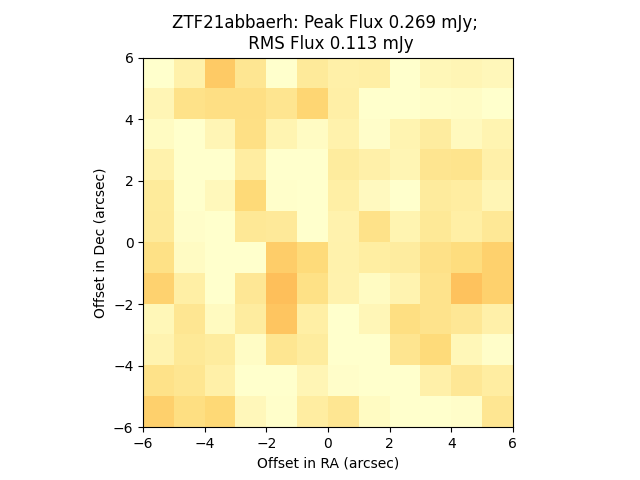 ZTF21abbaerh: Peak Flux 0.269 mJy;
RMS Flux 0.113 mJy
6
4
2
0
−2
−4
−6
Offset in Dec (arcsec)
−6 −4 −2 0 2 4 6
Offset in RA (arcsec)